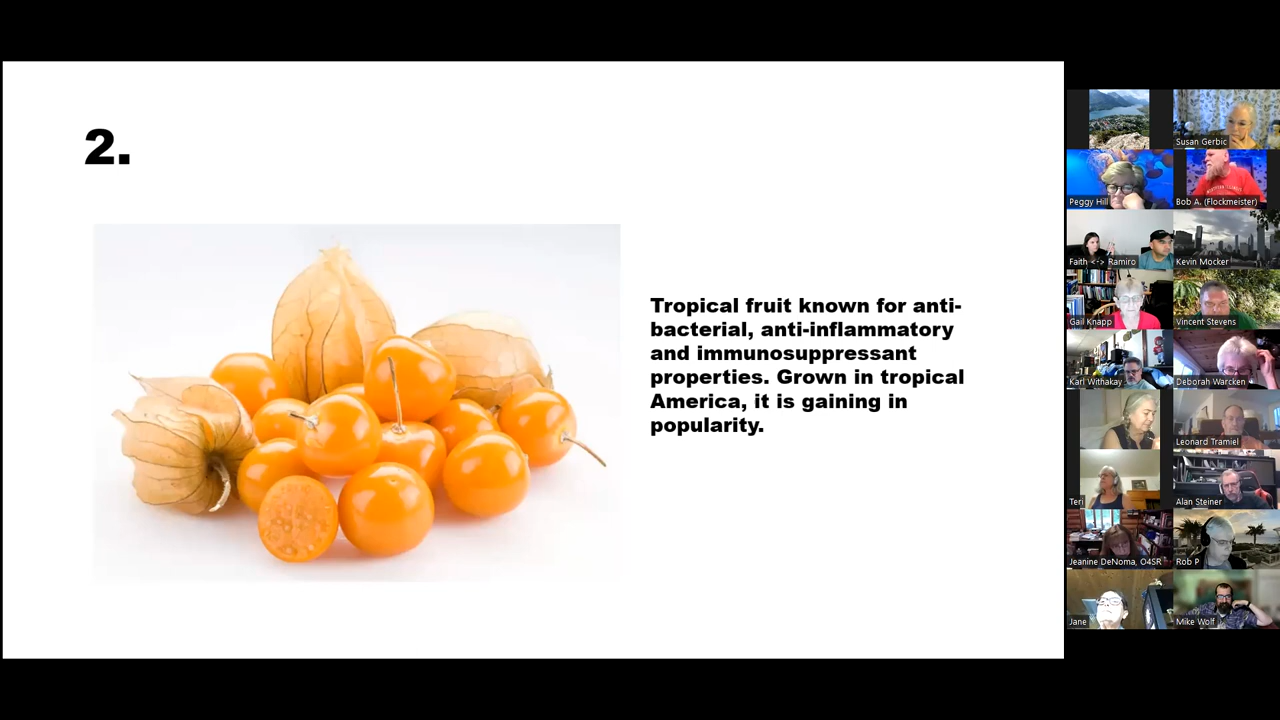 2.
Tropical fruit known for anti-
bacterial, anti-inflammatory
and immunosuppressant
properties. Grown in tropical
America, it is gaining in
popularity.
Susan Gerbic
Peggy Hill
Bob A. (Flockmeister)
Faith <-> Ramiro
Kevin Mocker
Gail Knapp
Vincent Stevens
Karl Withakay
Deborah Warcken
Leonard Tramiel
Teri
Alan Steiner
Jeanine DeNoma, O4SR
Rob P
Jane
Mike Wolf